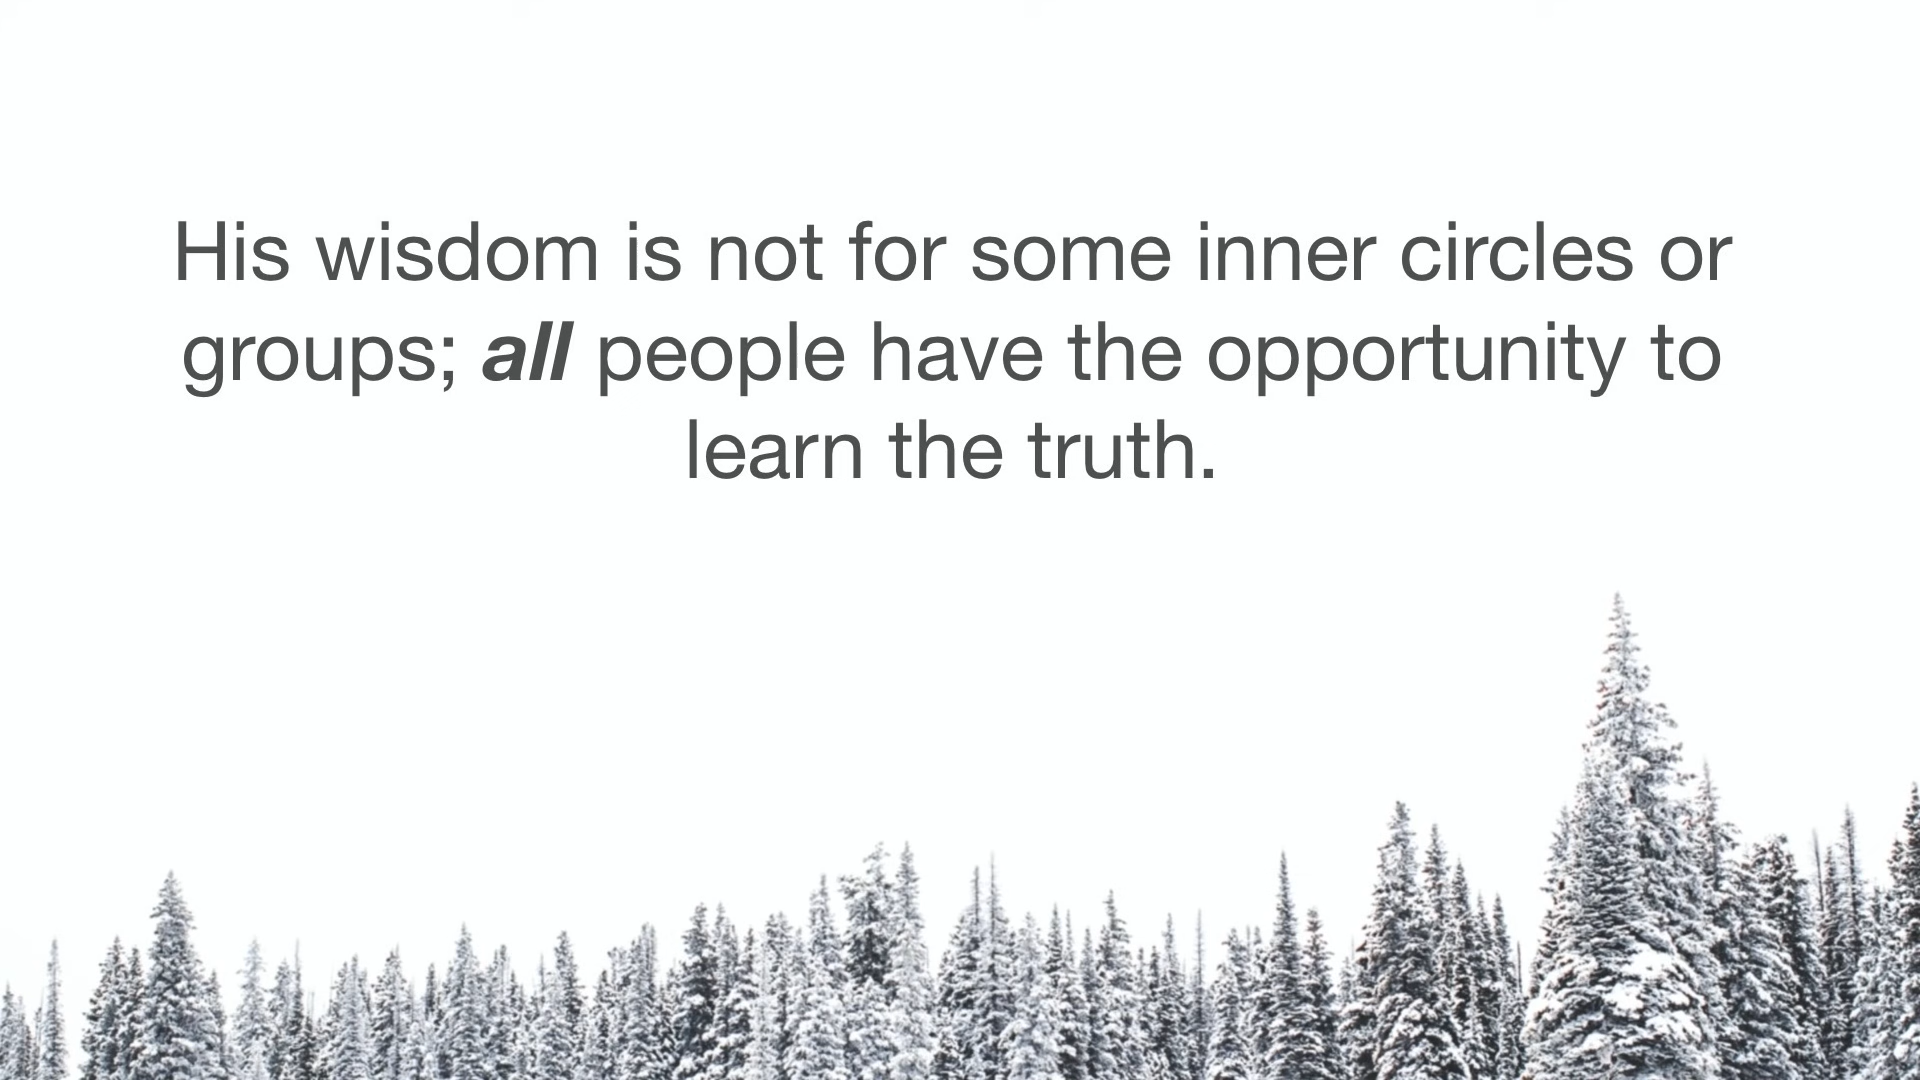 His wisdom is not for some inner circles or
groups; all people have the opportunity to
learn the truth.